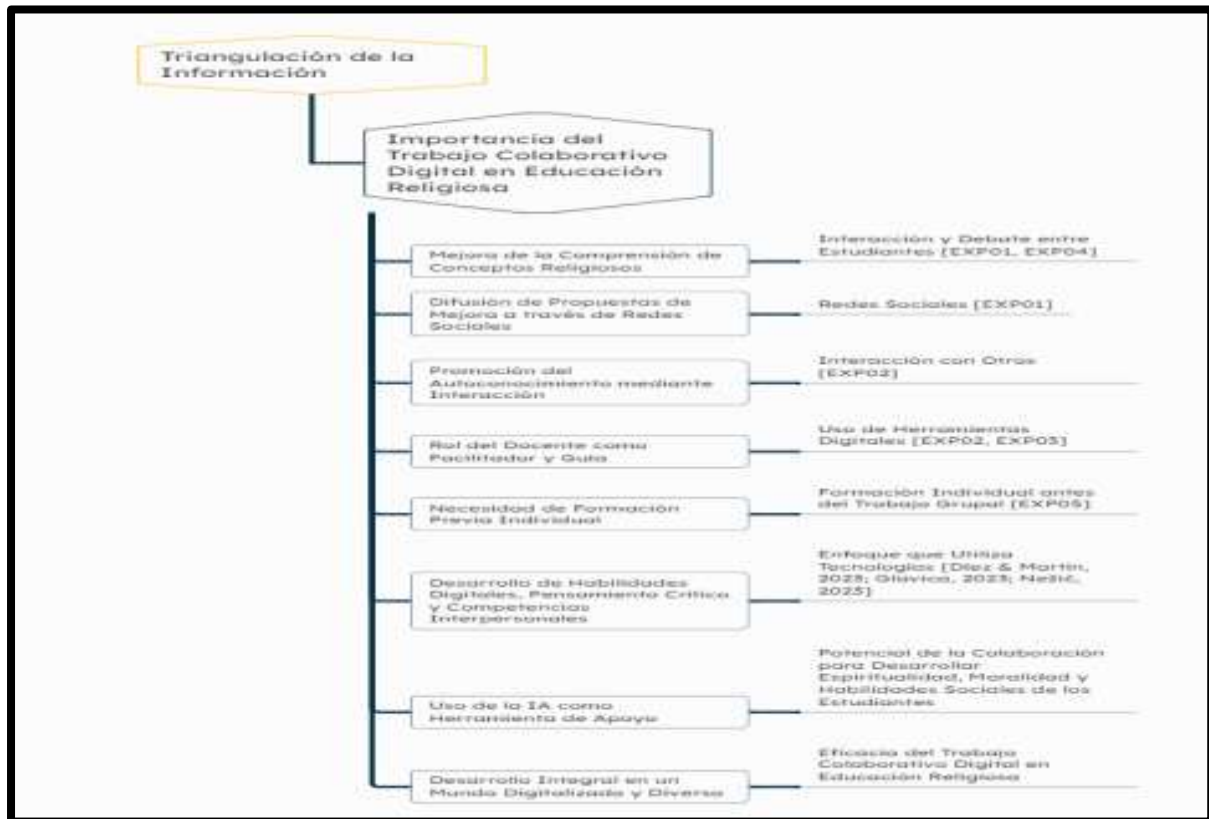 Triangulación de la
Información
Importancia del
Trabajo Colaborativo
Digital en Educación
Religiosa
Mejora de la Comprensión de
Conceptos Religiosos
Interacción y Debate entre
Estudiantes [EXP01, EXP04]
Difusión de Propuestas de
Mejora a través de Redes
Sociales
Redes Sociales [EXP01]
Promoción del
Autoconocimiento mediante
Interacción
Interacción con Otros
[EXP02]
Rol del Docente como
Facilitador y Guía
Uso de Herramientas
Digitales [EXP02, EXP03]
Necesidad de Formación
Previa Individual
Formación Individual antes
del Trabajo Grupal [EXP05]
Desarrollo de Habilidades
Digitales, Pensamiento Crítico
y Competencias
Interpersonales
Enfoque que Utiliza
Tecnologías [Díez & Martín,
2023; Glavica, 2023; Nešić,
2023]
Uso de la IA como
Herramienta de Apoyo
Potencial de la Colaboración
para Desarrollar
Espiritualidad, Moralidad y
Habilidades Sociales de los
Estudiantes
Desarrollo Integral en un
Mundo Digitalizado y Diverso
Eficacia del Trabajo
Colaborativo Digital en
Educación Religiosa